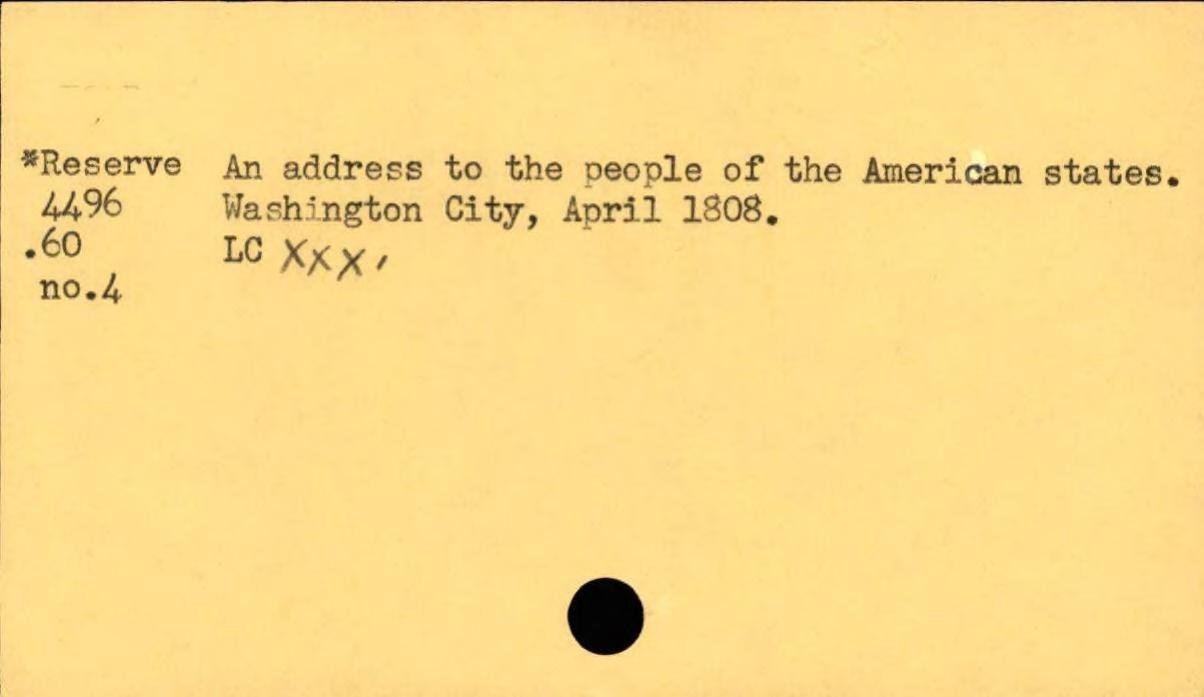 *Reserve An address to the people of the American states.
4496 Washington City, April 1808.
.60 LC XXX,
no.4